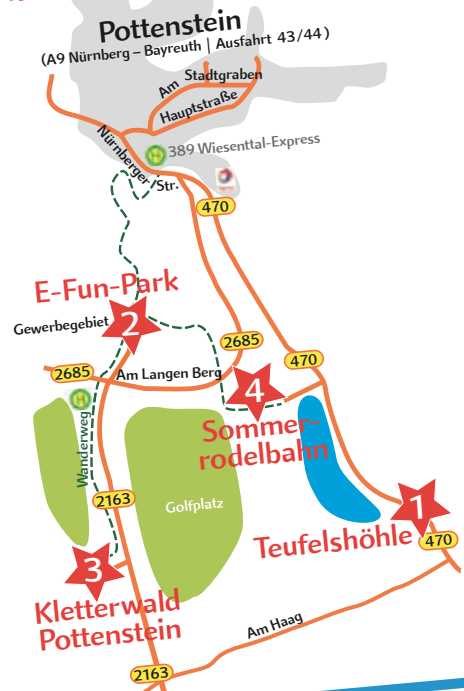 Pottenstein
(A9 Nürnberg – Bayreuth | Ausfahrt 43/44)
Am Stadtgraben
Hauptstraße
Nürnberger Str.
H 389 Wiesenttal-Express
470
E-Fun-Park
2
Gewerbegebiet
2685
470
2685
Am Langen Berg
4
H
Sommer-
rodelbahn
Wanderweg
2163
Golfplatz
1
Teufelshöhle
470
3
Kletterwald
Pottenstein
Am Haag
2163